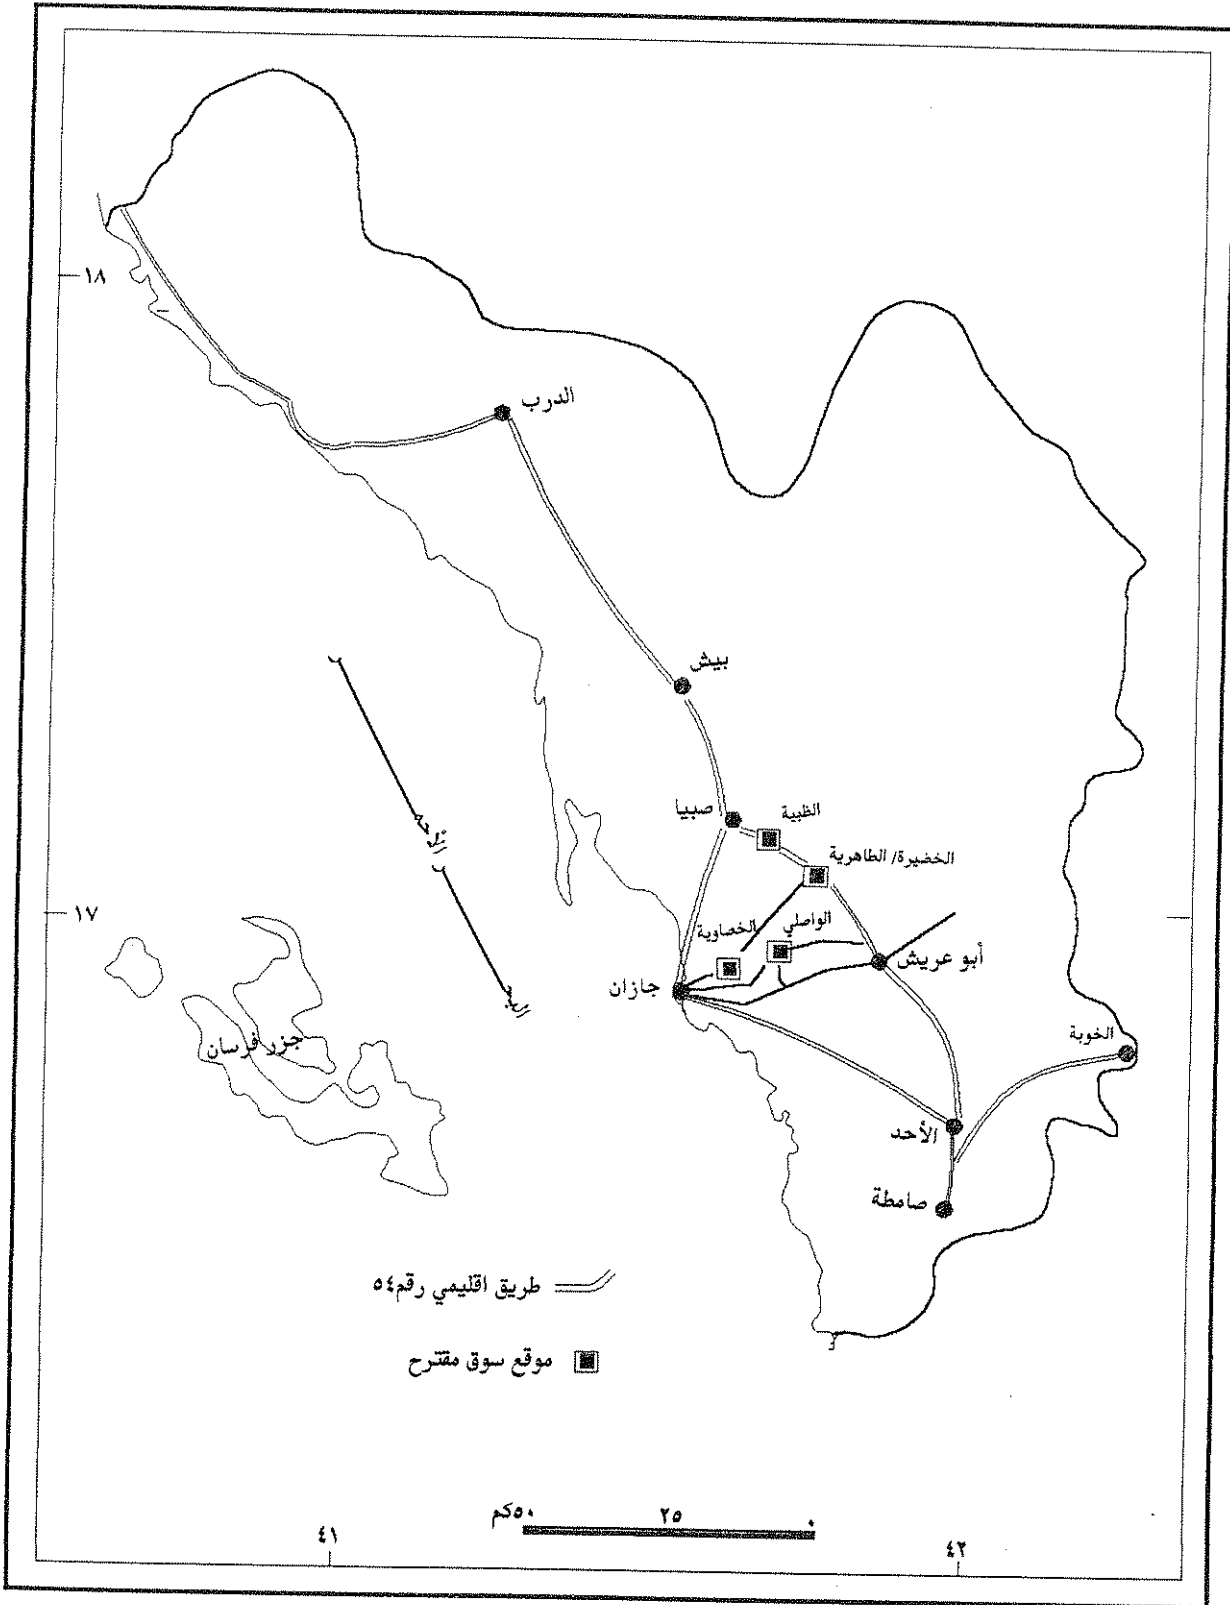 ١٨
الدرب
بيش
صبيا
الظبية
الخضيرة/ الطاهرية
١٧
الخصاوية
الواصلي
أبو عريش
جازان
الخوبة
جزر فرسان
الأحد
صامطة
طريق اقليمي رقم٥٤
موقع سوق مقترح
٥٠كم ٢٥ ٠
٤١
٤٢